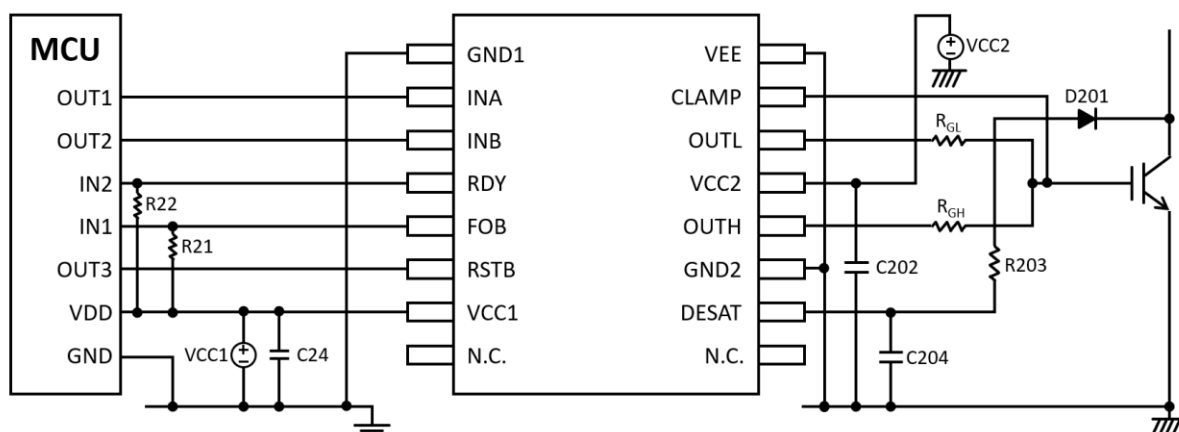 MCU
OUT1
OUT2
IN2
IN1
OUT3
VDD
GND
R22
R21
VCC1
C24
GND1
INA
INB
RDY
FOB
RSTB
VCC1
N.C.
VEE
CLAMP
OUTL
VCC2
OUTH
GND2
DESAT
N.C.
VCC2
D201
RGL
RGH
C202
R203
C204